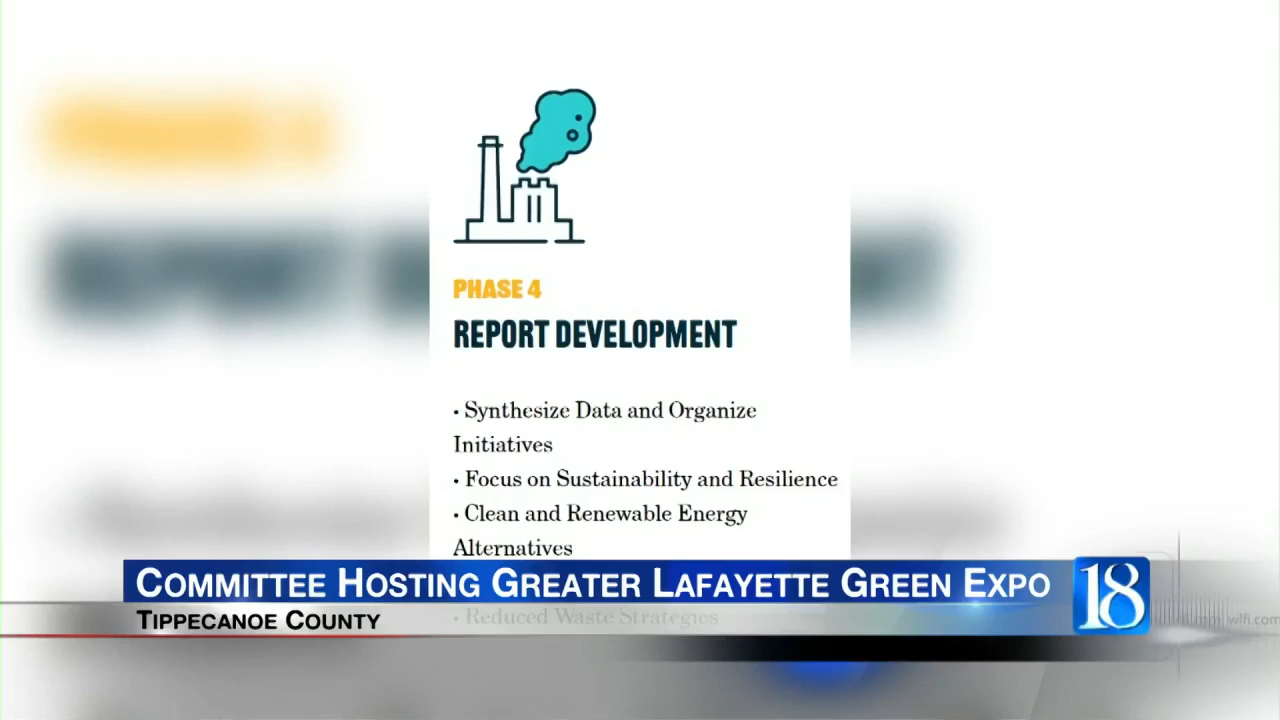 PHASE 4
REPORT DEVELOPMENT
• Synthesize Data and Organize
Initiatives
• Focus on Sustainability and Resilience
• Clean and Renewable Energy
Alternatives
COMMITTEE HOSTING GREATER LAFAYETTE GREEN EXPO
TIPPECANOE COUNTY
• Reduced Waste Strategies
18
wlfi.com